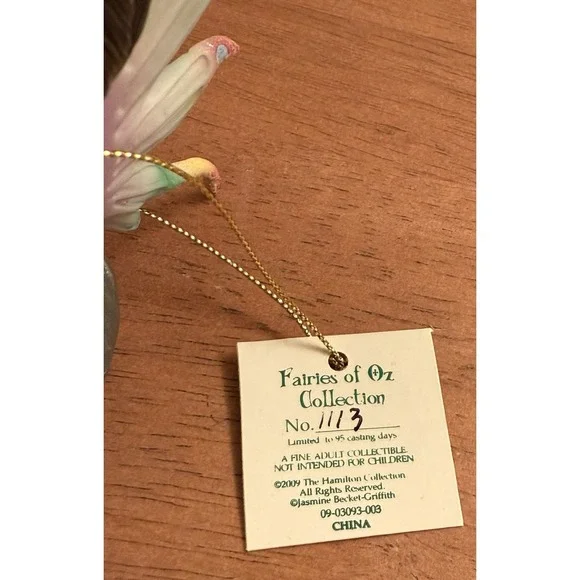 Fairies of Oz
Collection
No. 1113
Limited to 95 casting days
A FINE ADULT COLLECTIBLE.
NOT INTENDED FOR CHILDREN
©2009 The Hamilton Collection
All Rights Reserved.
©Jasmine Becket-Griffith
09-03093-003
CHINA